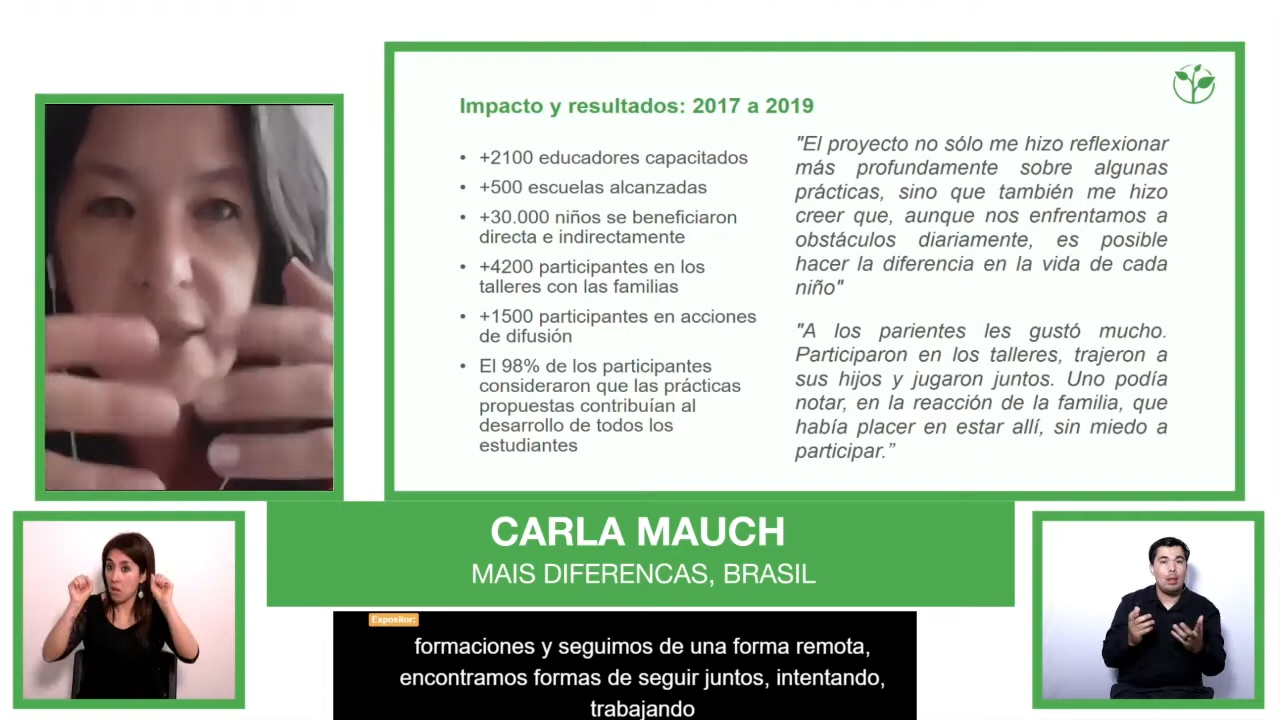 Impacto y resultados: 2017 a 2019
• +2100 educadores capacitados
• +500 escuelas alcanzadas
• +30.000 niños se beneficiaron
directa e indirectamente
• +4200 participantes en los
talleres con las familias
• +1500 participantes en acciones
de difusión
• El 98% de los participantes
consideraron que las prácticas
propuestas contribuían al
desarrollo de todos los
estudiantes
"El proyecto no sólo me hizo reflexionar
más profundamente sobre algunas
prácticas, sino que también me hizo
creer que, aunque nos enfrentamos a
obstáculos diariamente, es posible
hacer la diferencia en la vida de cada
niño"
"A los parientes les gustó mucho.
Participaron en los talleres, trajeron a
sus hijos y jugaron juntos. Uno podía
notar, en la reacción de la familia, que
había placer en estar allí, sin miedo a
participar.”
CARLA MAUCH
MAIS DIFERENCAS, BRASIL
Expositor:
formaciones y seguimos de una forma remota,
encontramos formas de seguir juntos, intentando,
trabajando